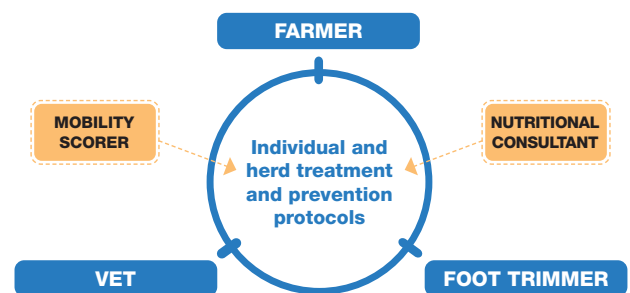 FARMER
MOBILITY
SCORER
NUTRITIONAL
CONSULTANT
Individual and
herd treatment
and prevention
protocols
VET
FOOT TRIMMER